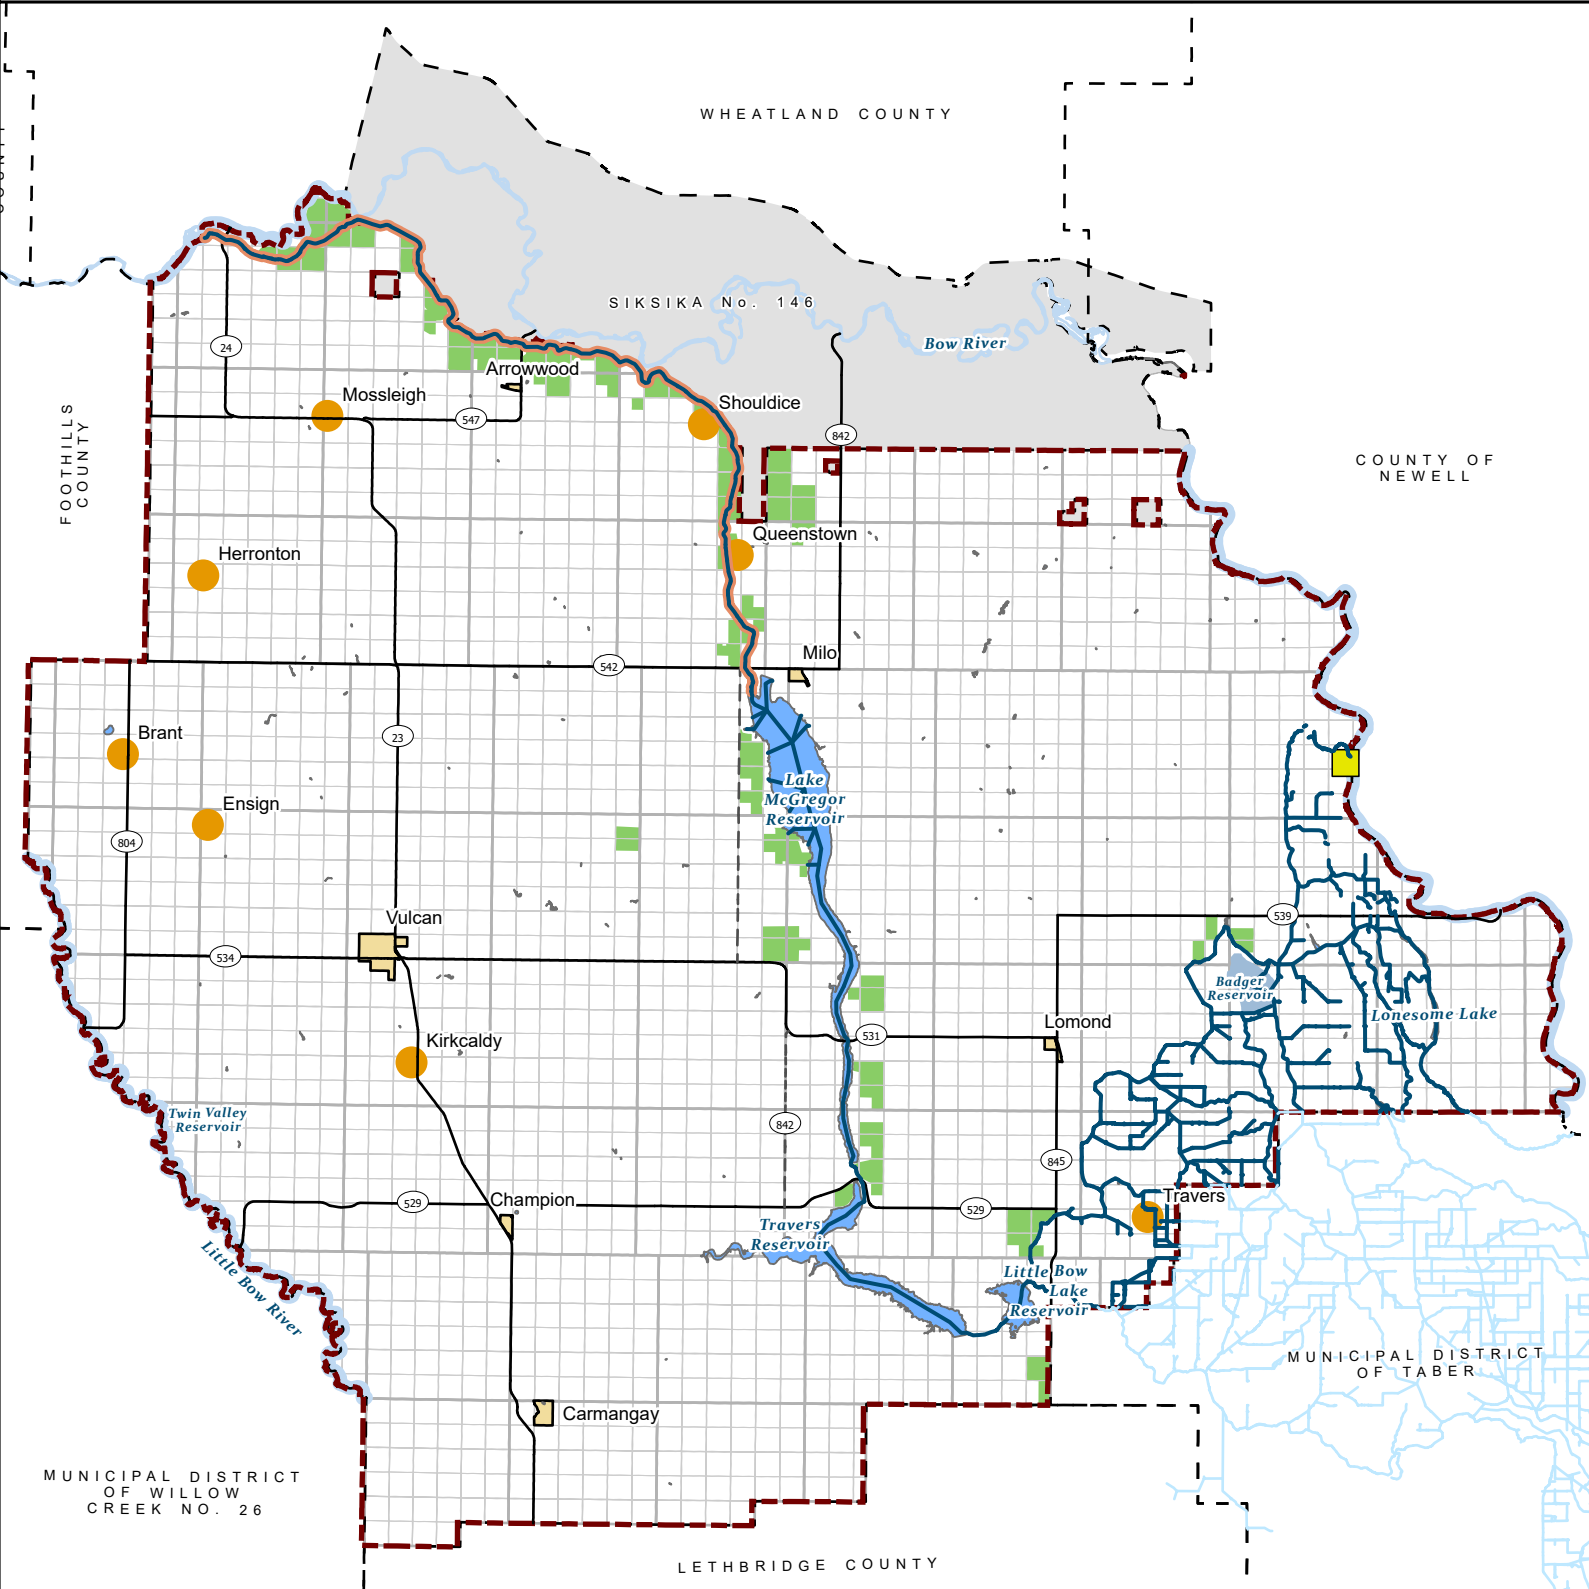 WHEATLAND COUNTY
SIKSIKA No. 146
Bow River
24
Arrowwood
Mossleigh
547
Shouldice
842
FOOTHILLS
COUNTY
COUNTY OF
NEWELL
Queenstown
Herronton
542
Milo
Brant
23
Lake
McGregor
Reservoir
Ensign
804
Vulcan
539
534
Badger
Reservoir
Lonesome Lake
Lomond
531
Kirkcaldy
Twin Valley
Reservoir
842
845
Travers
529
Champion
529
Travers
Reservoir
Little Bow River
Little Bow
Lake
Reservoir
MUNICIPAL DISTRICT
OF TABER
Carmangay
MUNICIPAL DISTRICT
OF WILLOW
CREEK NO. 26
LETHBRIDGE COUNTY